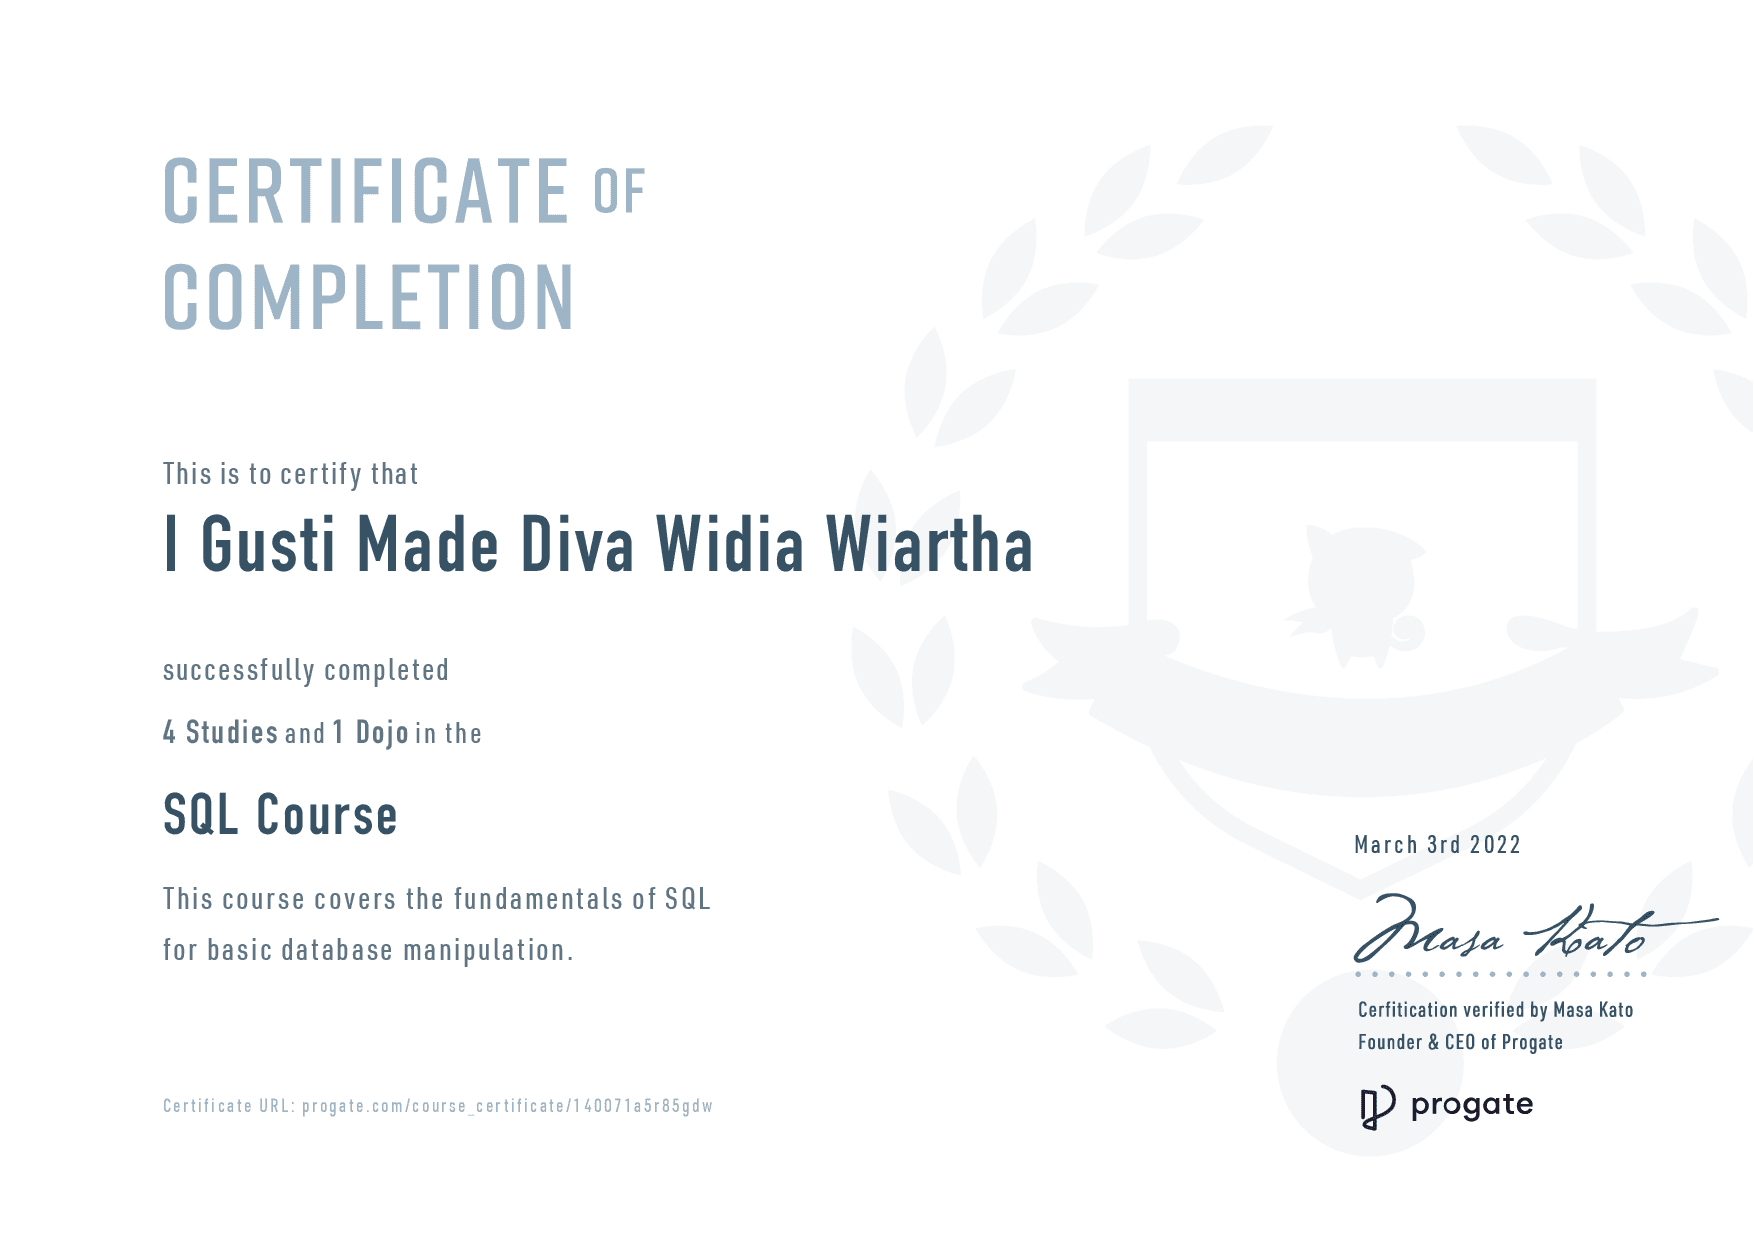 CERTIFICATE OF
COMPLETION
This is to certify that
I Gusti Made Diva Widia Wiartha
successfully completed
4 Studies and 1 Dojo in the
SQL Course
This course covers the fundamentals of SQL
for basic database manipulation.
March 3rd 2022
Masa Kato
Cerfitication verified by Masa Kato
Founder & CEO of Progate
progate
Certificate URL: progate.com/course_certificate/140071a5r85gdw